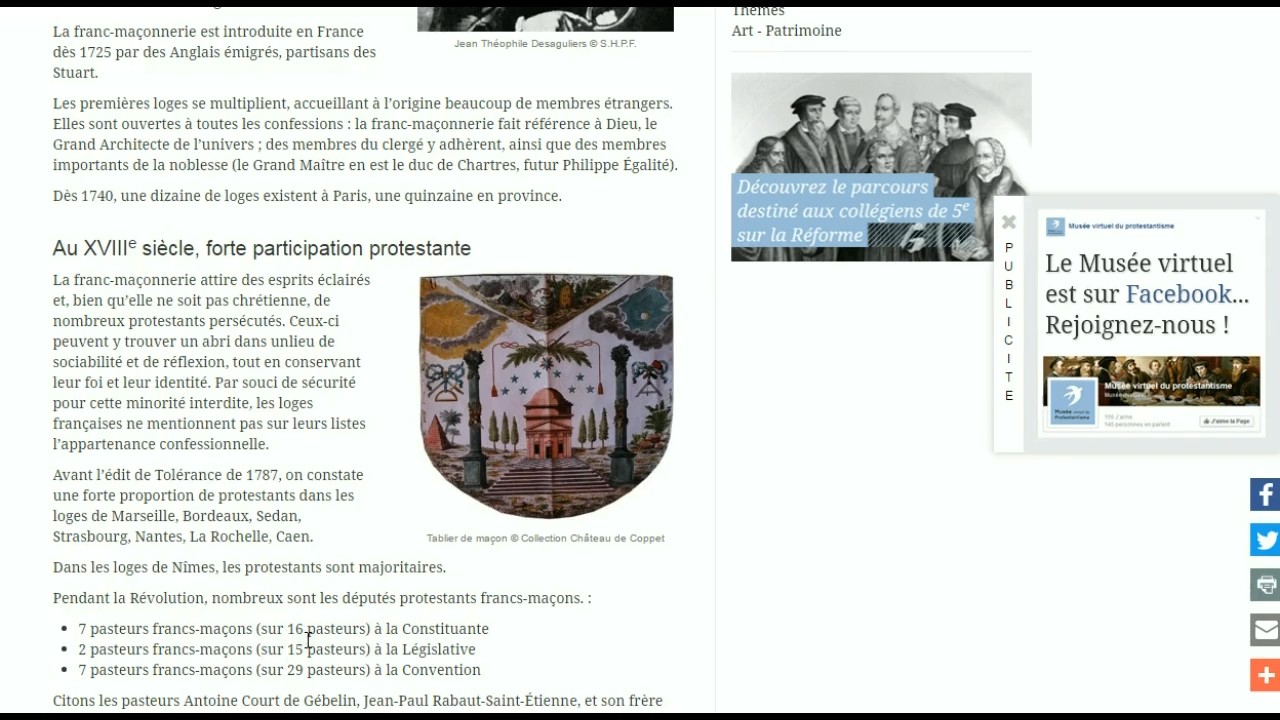 La franc-maçonnerie est introduite en France
dès 1725 par des Anglais émigrés, partisans des
Stuart.
Jean Théophile Desaguliers © S.H.P.F.
Les premières loges se multiplient, accueillant à l'origine beaucoup de membres étrangers.
Elles sont ouvertes à toutes les confessions : la franc-maçonnerie fait référence à Dieu, le
Grand Architecte de l'univers ; des membres du clergé y adhèrent, ainsi que des membres
importants de la noblesse (le Grand Maître en est le duc de Chartres, futur Philippe Égalité).
Dès 1740, une dizaine de loges existent à Paris, une quinzaine en province.
Au XVIIIe siècle, forte participation protestante
La franc-maçonnerie attire des esprits éclairés
et, bien qu'elle ne soit pas chrétienne, de
nombreux protestants persécutés. Ceux-ci
peuvent y trouver un abri dans unlieu de
sociabilité et de réflexion, tout en conservant
leur foi et leur identité. Par souci de sécurité
pour cette minorité interdite, les loges
françaises ne mentionnent pas sur leurs listes
l'appartenance confessionnelle.
Avant l'édit de Tolérance de 1787, on constate
une forte proportion de protestants dans les
loges de Marseille, Bordeaux, Sedan,
Strasbourg, Nantes, La Rochelle, Caen.
Tablier de maçon © Collection Château de Coppet
Dans les loges de Nîmes, les protestants sont majoritaires.
Pendant la Révolution, nombreux sont les députés protestants francs-maçons. :
7 pasteurs francs-maçons (sur 16 pasteurs) à la Constituante
2 pasteurs francs-maçons (sur 15 pasteurs) à la Législative
7 pasteurs francs-maçons (sur 29 pasteurs) à la Convention
Citons les pasteurs Antoine Court de Gébelin, Jean-Paul Rabaut-Saint-Étienne, et son frère
Thèmes
Art - Patrimoine
Découvrez le parcours
destiné aux collégiens de 5e
sur la Réforme
PUBLICITE
Musée virtuel du protestantisme
Le Musée virtuel
est sur Facebook...
Rejoignez-nous !
Musée virtuel du protestantisme
Musée virtuel du
Protestantisme
J'aime la Page